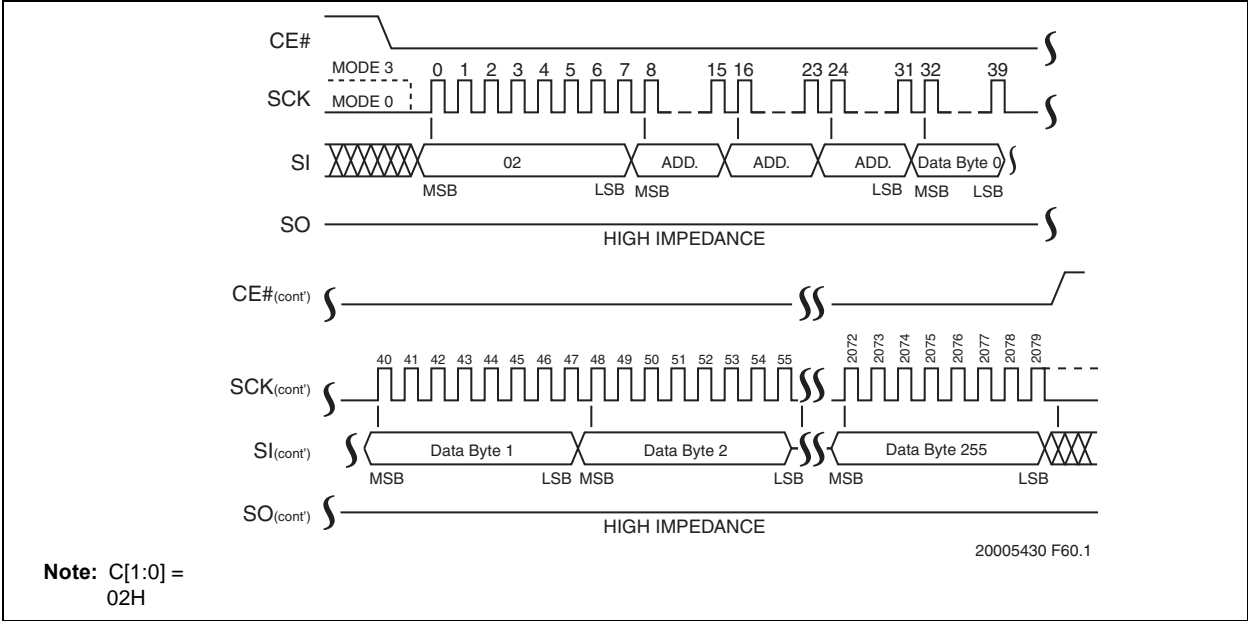 CE#
MODE 3
0 1 2 3 4 5 6 7 8 15 16 23 24 31 32 39
SCK
MODE 0
SI 02 ADD. ADD. ADD. Data Byte 0
MSB LSB MSB LSB MSB LSB
SO
HIGH IMPEDANCE
CE#(cont')
40 41 42 43 44 45 46 47 48 49 50 51 52 53 54 55 2072 2073 2074 2075 2076 2077 2078 2079
SCK(cont')
SI(cont') Data Byte 1 Data Byte 2 Data Byte 255
MSB LSB MSB LSB MSB LSB
SO(cont')
HIGH IMPEDANCE
20005430 F60.1
Note: C[1:0] =
02H